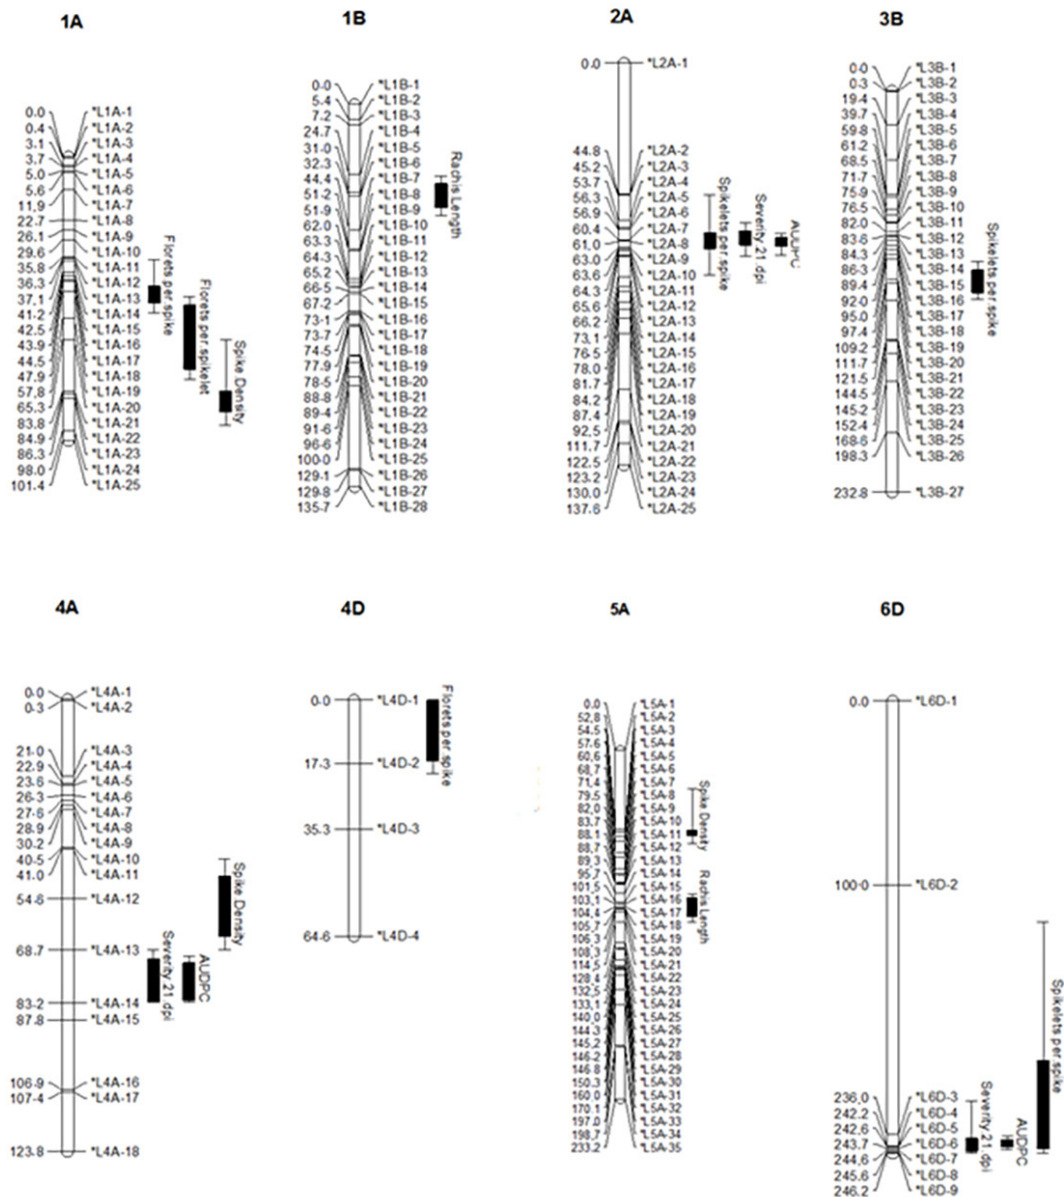 1A
0.0 *L1A-1
0.4 *L1A-2
3.1 *L1A-3
3.7 *L1A-4
5.0 *L1A-5
5.6 *L1A-6
11.9 *L1A-7
22.7 *L1A-8
26.1 *L1A-9
29.6 *L1A-10
35.8 *L1A-11
36.3 *L1A-12
37.1 *L1A-13
41.2 *L1A-14
42.5 *L1A-15
43.9 *L1A-16
44.5 *L1A-17
47.9 *L1A-18
57.8 *L1A-19
65.3 *L1A-20
83.8 *L1A-21
84.9 *L1A-22
86.3 *L1A-23
98.0 *L1A-24
101.4 *L1A-25
Florets per.spike
Florets per.spikelet
Spike Density
1B
0.0 *L1B-1
5.4 *L1B-2
7.2 *L1B-3
24.7 *L1B-4
31.0 *L1B-5
32.3 *L1B-6
44.4 *L1B-7
51.2 *L1B-8
51.9 *L1B-9
62.0 *L1B-10
63.3 *L1B-11
64.3 *L1B-12
65.2 *L1B-13
66.5 *L1B-14
67.2 *L1B-15
73.1 *L1B-16
73.7 *L1B-17
74.5 *L1B-18
77.9 *L1B-19
78.5 *L1B-20
88.8 *L1B-21
89.4 *L1B-22
91.6 *L1B-23
96.6 *L1B-24
100.0 *L1B-25
129.1 *L1B-26
129.8 *L1B-27
135.7 *L1B-28
Rachis Length
2A
0.0 *L2A-1
44.8 *L2A-2
45.2 *L2A-3
53.7 *L2A-4
56.3 *L2A-5
56.9 *L2A-6
60.4 *L2A-7
61.0 *L2A-8
63.0 *L2A-9
63.6 *L2A-10
64.3 *L2A-11
65.6 *L2A-12
66.2 *L2A-13
73.1 *L2A-14
76.5 *L2A-15
78.0 *L2A-16
81.7 *L2A-17
84.2 *L2A-18
87.4 *L2A-19
92.5 *L2A-20
111.7 *L2A-21
122.5 *L2A-22
123.2 *L2A-23
130.0 *L2A-24
137.6 *L2A-25
Spikelets per.spike
Severity 21.dpi
AUDPC
3B
0.0 *L3B-1
0.3 *L3B-2
19.4 *L3B-3
39.7 *L3B-4
59.8 *L3B-5
61.2 *L3B-6
68.5 *L3B-7
71.7 *L3B-8
75.9 *L3B-9
76.5 *L3B-10
82.0 *L3B-11
83.6 *L3B-12
84.3 *L3B-13
86.3 *L3B-14
89.4 *L3B-15
92.0 *L3B-16
95.0 *L3B-17
97.4 *L3B-18
109.2 *L3B-19
111.7 *L3B-20
121.5 *L3B-21
144.5 *L3B-22
145.2 *L3B-23
152.4 *L3B-24
168.6 *L3B-25
198.3 *L3B-26
232.8 *L3B-27
Spikelets per.spike
4A
0.0 *L4A-1
0.3 *L4A-2
21.0 *L4A-3
22.9 *L4A-4
23.6 *L4A-5
26.3 *L4A-6
27.6 *L4A-7
28.9 *L4A-8
30.2 *L4A-9
40.5 *L4A-10
41.0 *L4A-11
54.6 *L4A-12
68.7 *L4A-13
83.2 *L4A-14
87.8 *L4A-15
106.9 *L4A-16
107.4 *L4A-17
123.8 *L4A-18
Severity 21.dpi
AUDPC
Spike Density
4D
0.0 *L4D-1
17.3 *L4D-2
35.3 *L4D-3
64.6 *L4D-4
Florets per.spike
5A
0.0 *L5A-1
52.8 *L5A-2
54.5 *L5A-3
57.6 *L5A-4
60.6 *L5A-5
68.7 *L5A-6
71.4 *L5A-7
79.5 *L5A-8
82.0 *L5A-9
83.7 *L5A-10
88.1 *L5A-11
88.7 *L5A-12
89.3 *L5A-13
95.7 *L5A-14
101.5 *L5A-15
103.1 *L5A-16
104.4 *L5A-17
105.7 *L5A-18
106.3 *L5A-19
108.3 *L5A-20
114.5 *L5A-21
128.4 *L5A-22
132.5 *L5A-23
133.1 *L5A-24
140.0 *L5A-25
144.3 *L5A-26
145.2 *L5A-27
146.2 *L5A-28
146.8 *L5A-29
150.3 *L5A-30
160.0 *L5A-31
170.1 *L5A-32
197.0 *L5A-33
198.7 *L5A-34
233.2 *L5A-35
Spike Density
Rachis Length
6D
0.0 *L6D-1
100.0 *L6D-2
236.0 *L6D-3
242.2 *L6D-4
242.6 *L6D-5
243.7 *L6D-6
244.6 *L6D-7
245.6 *L6D-8
246.2 *L6D-9
Severity 21.dpi
AUDPC
Spikelets per.spike